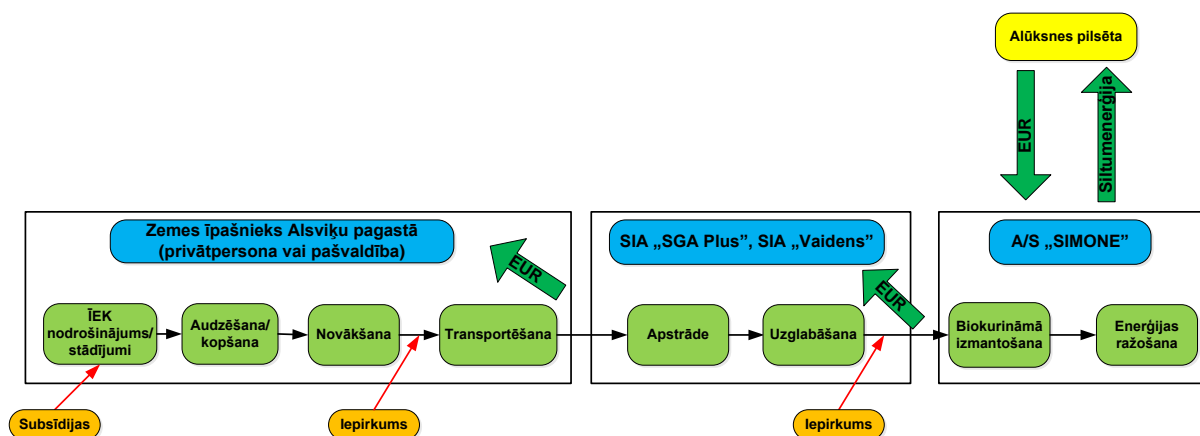 Alūksnes pilsēta
EUR
Siltumenerģija
Zemes īpašnieks Alsviķu pagastā
(privātpersona vai pašvaldība)
EUR
SIA „SGA Plus”, SIA „Vaidens”
EUR
A/S „SIMONE”
ĪEK
nodrošinājums/
stādījumi
Audzēšana/
kopšana
Novākšana
Transportēšana
Apstrāde
Uzglabāšana
Biokurināmā
izmantošana
Enerģijas
ražošana
Subsīdijas
Iepirkums
Iepirkums